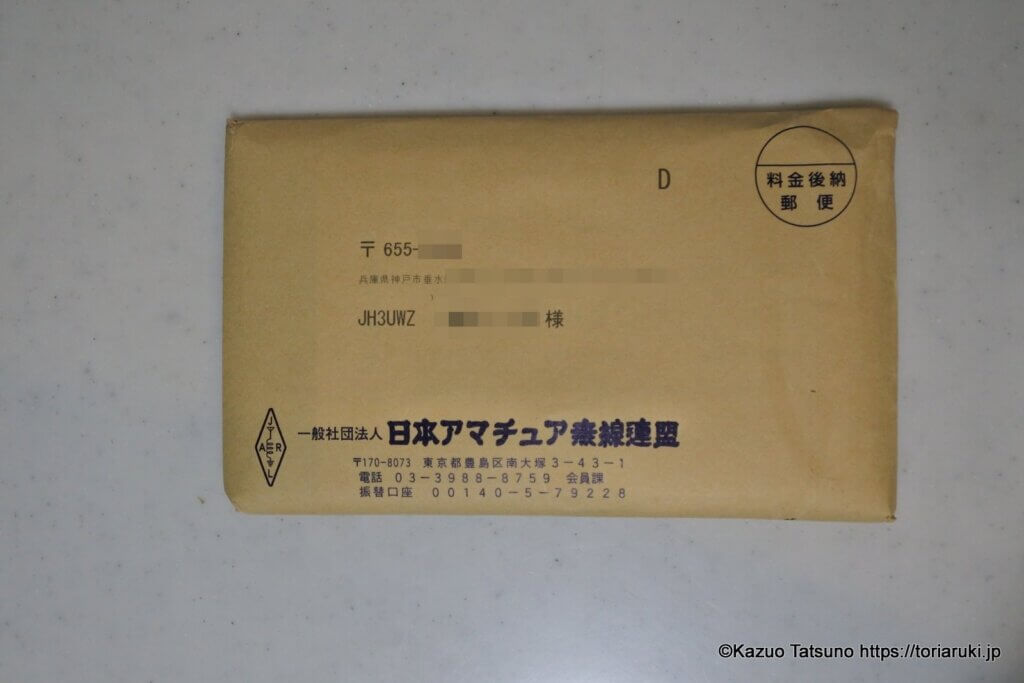 D
料金後納
郵便
〒655-
兵庫県神戸市垂水
JH3UWZ 様
JARL
一般社団法人 日本アマチュア無線連盟
〒170-8073 東京都豊島区南大塚3-43-1
電話 03-3988-8759 会員課
振替口座 00140-5-79228
©Kazuo Tatsuno https://toriaruki.jp